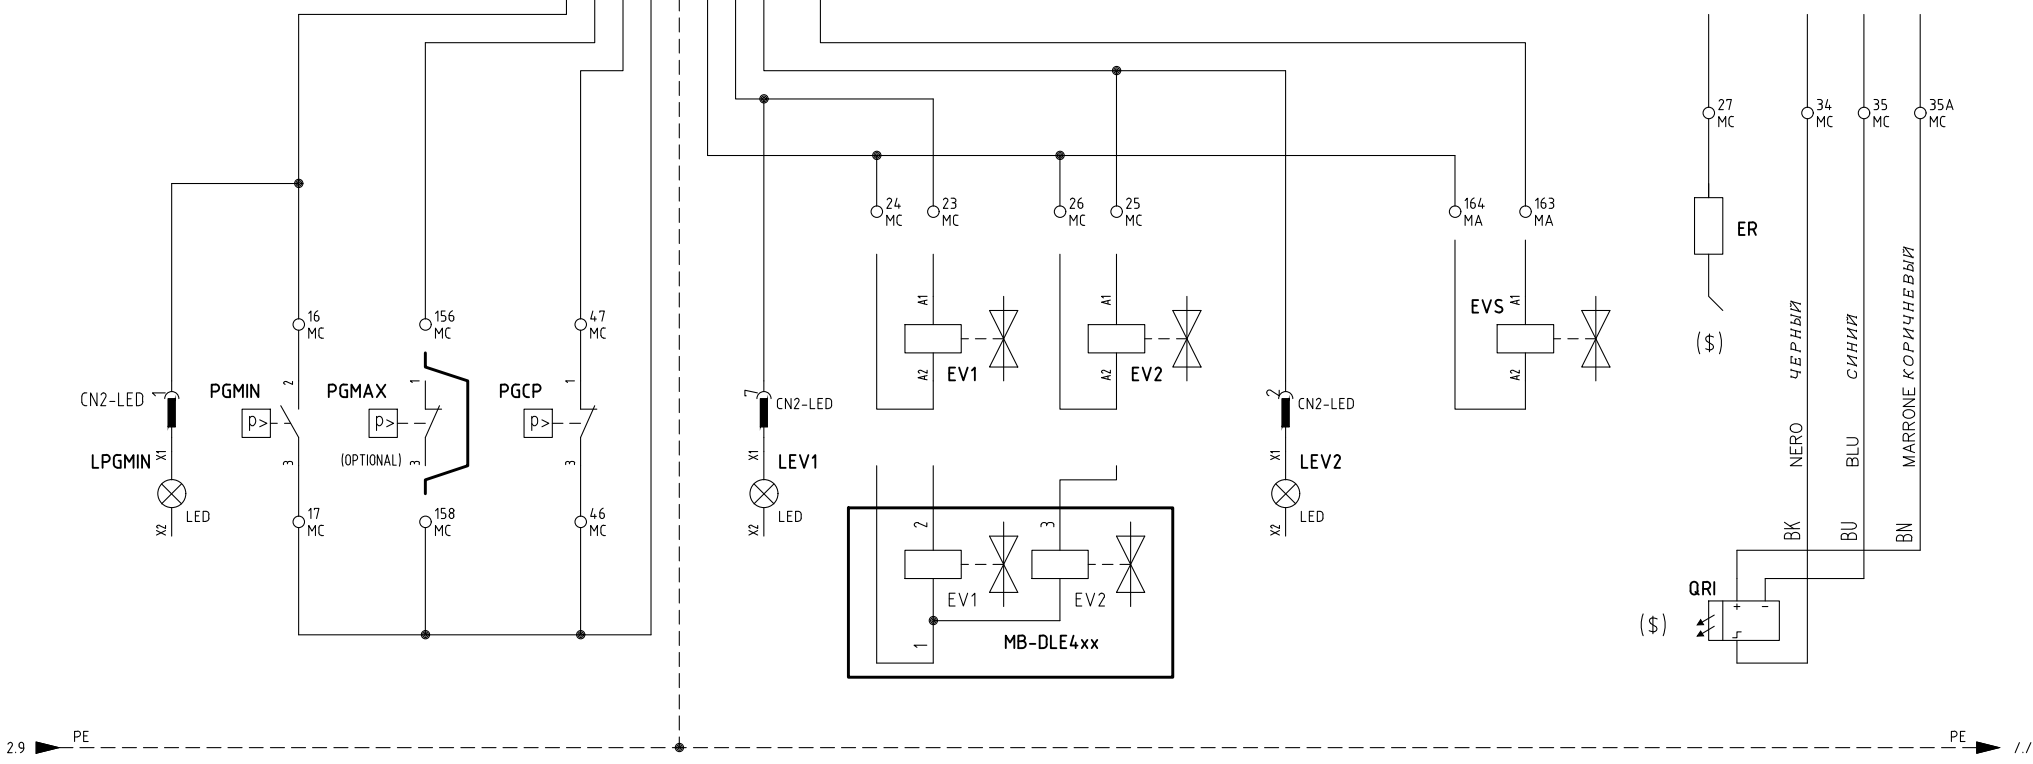 27
MC
34
MC
35
MC
35A
MC
24
MC
23
MC
26
MC
25
MC
164
MA
163
MA
ER
($)
16
MC
156
MC
47
MC
A1
A1
EVS
A1
A2
EV1
A2
EV2
A2
CN2-LED
1
PGMIN
2
p>
3
PGMAX
1
p>
(OPTIONAL)
3
PGCP
1
p>
3
7
CN2-LED
2
CN2-LED
LPGMIN
X1
LED
X2
X1
LEV1
LED
X2
X1
LEV2
LED
X2
17
MC
158
MC
46
MC
2
3
EV1
EV2
1
MB-DLE4xx
BK NERO ЧЕРНЫЙ
BU BLU СИНИЙ
BN MARRONE КОРИЧНЕВЫЙ
QRI
+
-
($)
2.9
PE
PE
/./